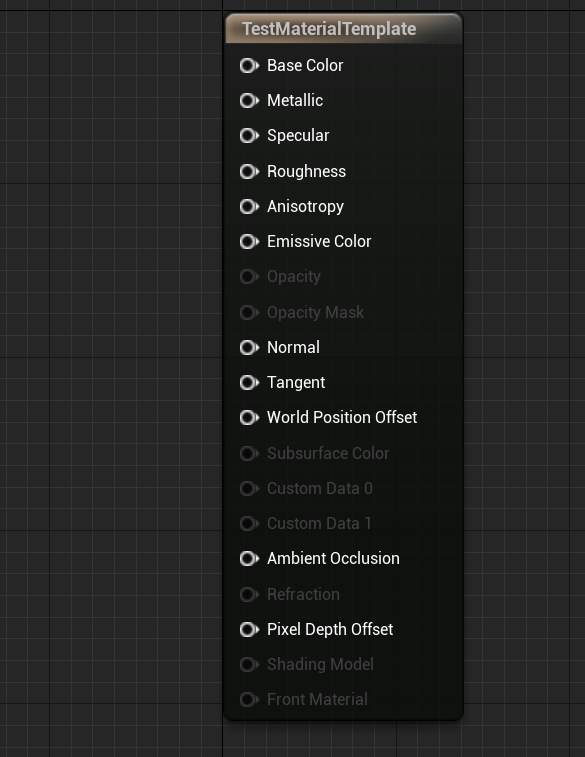 TestMaterialTemplate
Base Color
Metallic
Specular
Roughness
Anisotropy
Emissive Color
Opacity
Opacity Mask
Normal
Tangent
World Position Offset
Subsurface Color
Custom Data 0
Custom Data 1
Ambient Occlusion
Refraction
Pixel Depth Offset
Shading Model
Front Material